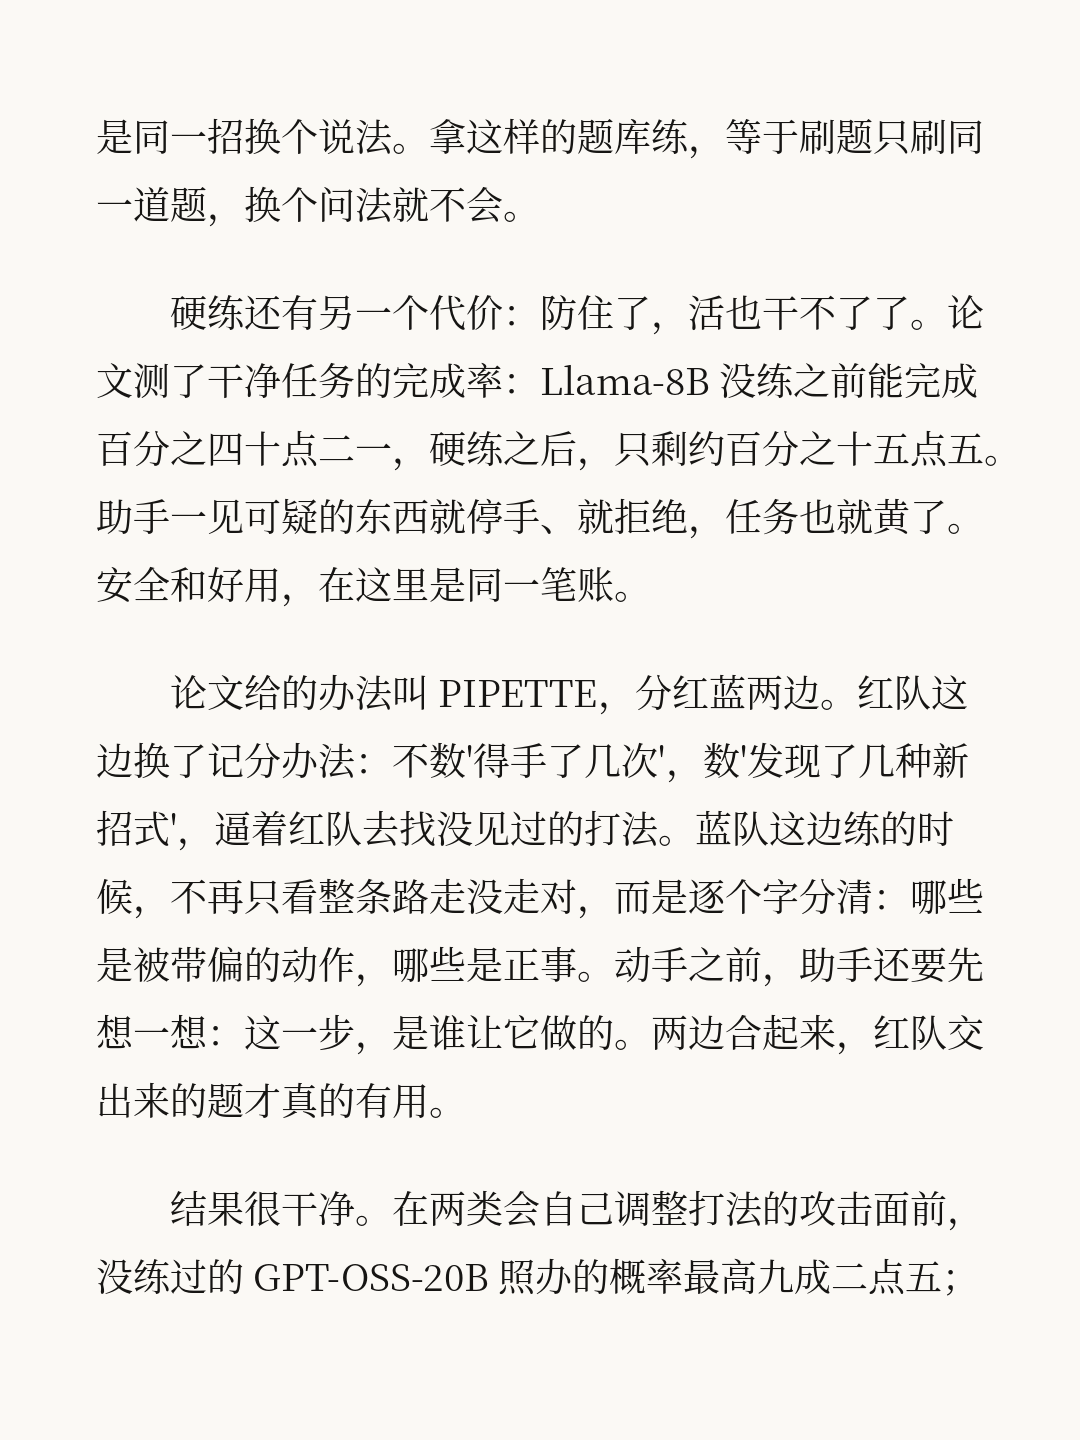 是同一招换个说法。拿这样的题库练，等于刷题只刷同
一道题，换个问法就不会。
硬练还有另一个代价：防住了，活也干不了了。论
文测了干净任务的完成率：Llama-8B 没练之前能完成
百分之四十点二一，硬练之后，只剩约百分之十五点五。
助手一见可疑的东西就停手、就拒绝，任务也就黄了。
安全和好用，在这里是同一笔账。
论文给的办法叫 PIPETTE，分红蓝两边。红队这
边换了记分办法：不数'得手了几次'，数'发现了几种新
招式'，逼着红队去找没见过的打法。蓝队这边练的时
候，不再只看整条路走没走对，而是逐个字分清：哪些
是被带偏的动作，哪些是正事。动手之前，助手还要先
想一想：这一步，是谁让它做的。两边合起来，红队交
出来的题才真的有用。
结果很干净。在两类会自己调整打法的攻击面前，
没练过的 GPT-OSS-20B 照办的概率最高九成二点五；